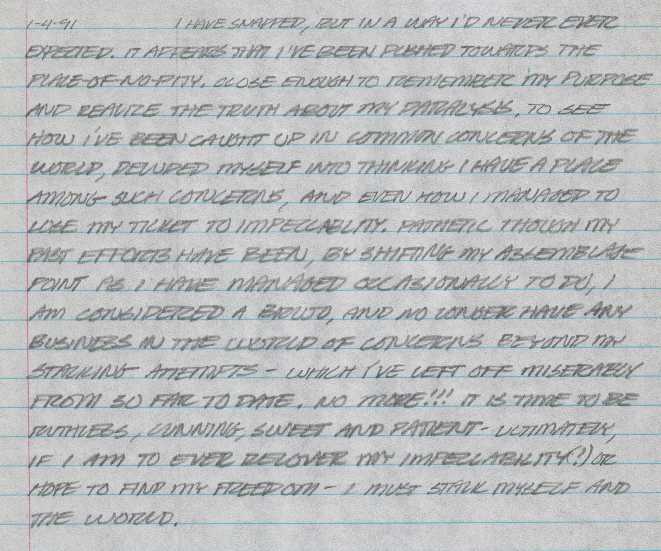 1-4-91 I HAVE SNAPPED, BUT IN A WAY I'D NEVER EVER
EXPECTED. IT APPEARS THAT I'VE BEEN PUSHED TOWARDS THE
PLACE-OF-NO-PITY. CLOSE ENOUGH TO REMEMBER MY PURPOSE
AND REALIZE THE TRUTH ABOUT MY PARALYSIS, TO SEE
HOW I'VE BEEN CAUGHT UP IN COMMON CONCERNS OF THE
WORLD, DELUDED MYSELF INTO THINKING I HAVE A PLACE
AMONG SUCH CONCERNS, AND EVEN HOW I MANAGED TO
LOSE MY TICKET TO IMPECCABILITY. PATHETIC THOUGH MY
PAST EFFORTS HAVE BEEN, BY SHIFTING MY ASSEMBLAGE
POINT AS I HAVE MANAGED OCCASIONALLY TO DO, I
AM CONSIDERED A BRUJO, AND NO LONGER HAVE ANY
BUSINESS IN THE WORLD OF CONCERNS BEYOND MY
STALKING ATTEMPTS - WHICH I'VE LEFT OFF MISERABLY
FROM SO FAR TO DATE. NO MORE!!! IT IS TIME TO BE
RUTHLESS, CUNNING, SWEET AND PATIENT - ULTIMATELY,
IF I AM TO EVER RECOVER MY IMPECCABILITY(!) OR
HOPE TO FIND MY FREEDOM - I MUST STALK MYSELF AND
THE WORLD.